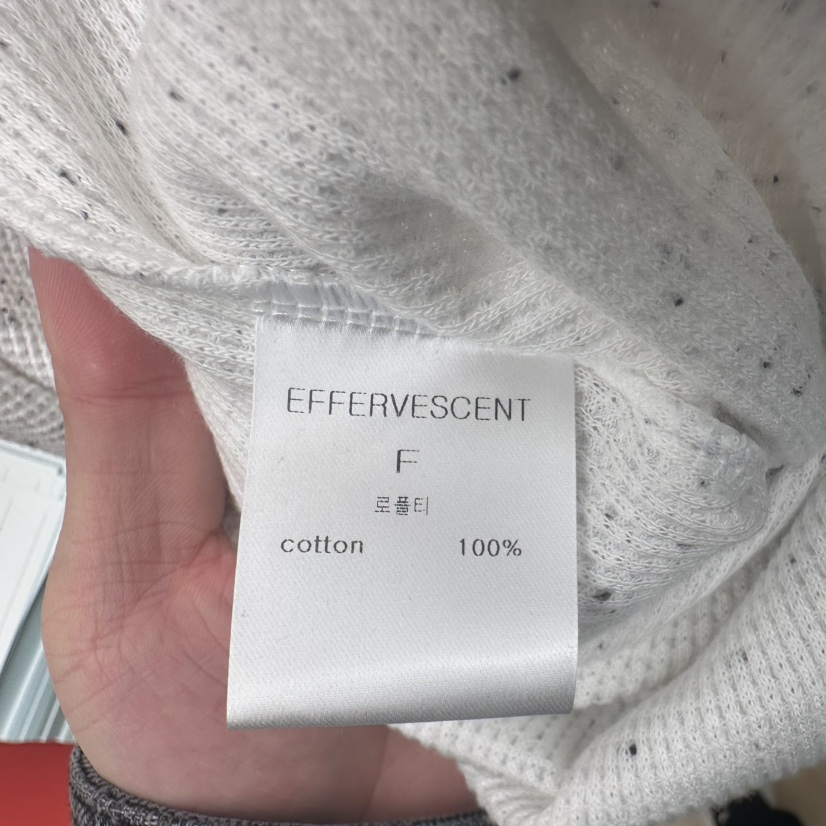 EFFERVESCENT
F
로플티
cotton 100%